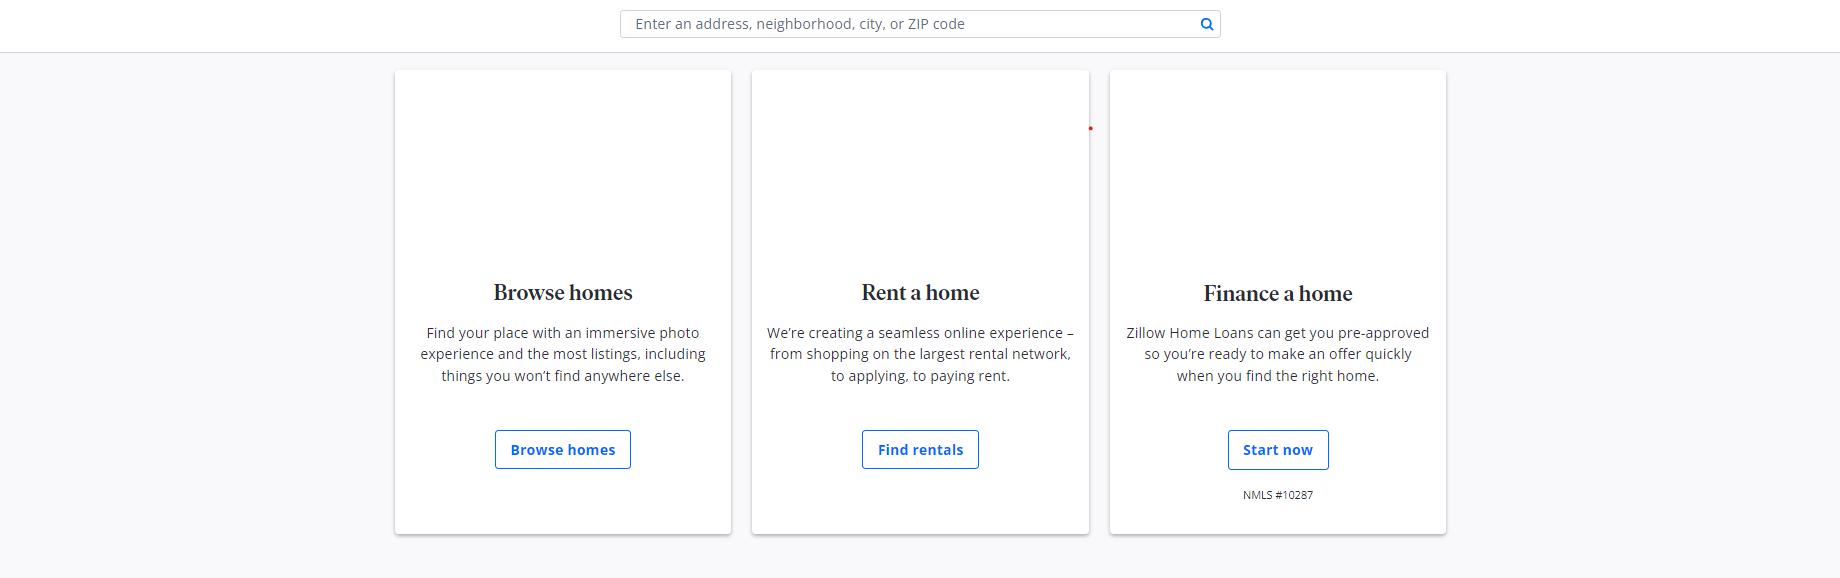 Enter an address, neighborhood, city, or ZIP code
Browse homes
Find your place with an immersive photo
experience and the most listings, including
things you won’t find anywhere else.
Browse homes
Rent a home
We’re creating a seamless online experience –
from shopping on the largest rental network,
to applying, to paying rent.
Find rentals
Finance a home
Zillow Home Loans can get you pre-approved
so you’re ready to make an offer quickly
when you find the right home.
Start now
NMLS #10287